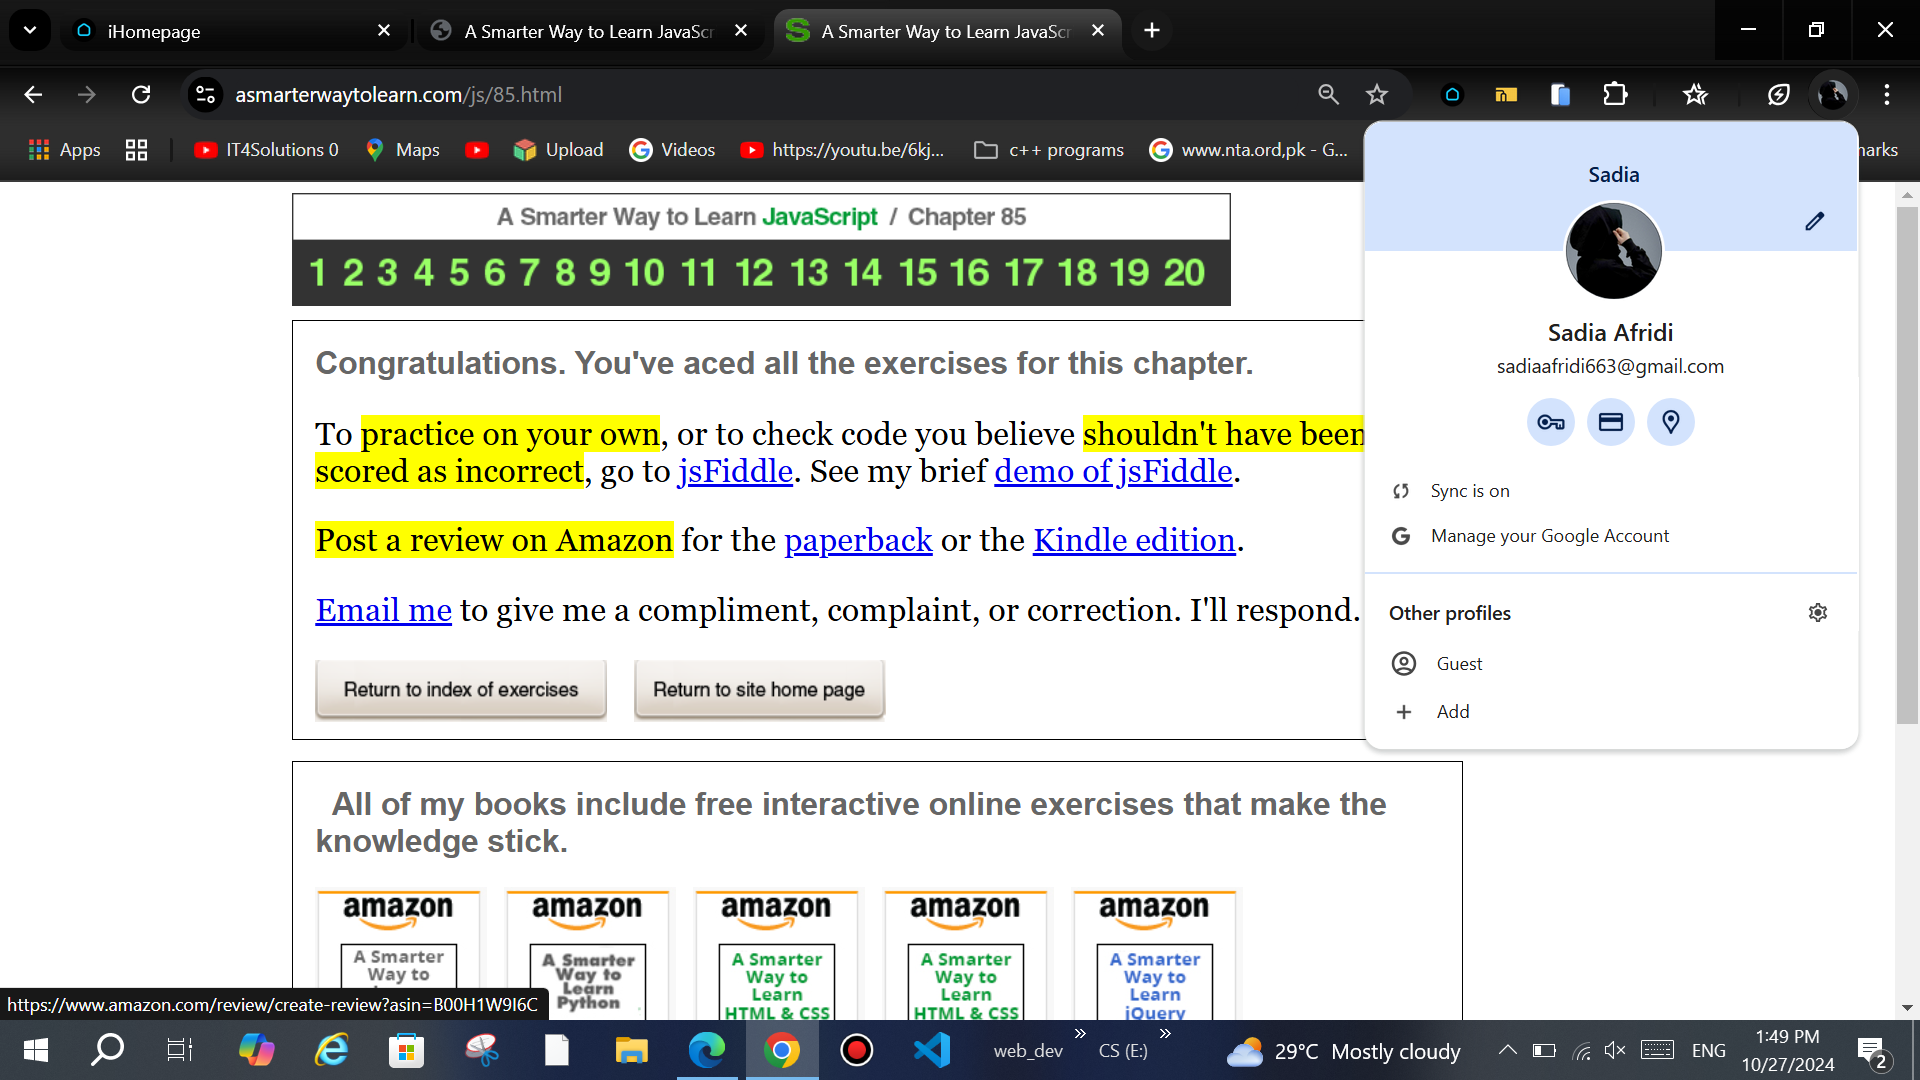 iHomepage
A Smarter Way to Learn JavaScr
A Smarter Way to Learn JavaScr
asmarterwaytolearn.com/js/85.html
Apps
IT4Solutions 0
Maps
Upload
Videos
https://youtu.be/6kj...
c++ programs
www.nta.ord,pk - G...
A Smarter Way to Learn JavaScript / Chapter 85
1 2 3 4 5 6 7 8 9 10 11 12 13 14 15 16 17 18 19 20
Congratulations. You've aced all the exercises for this chapter.
To practice on your own, or to check code you believe shouldn't have been
scored as incorrect, go to jsFiddle. See my brief demo of jsFiddle.
Post a review on Amazon for the paperback or the Kindle edition.
Email me to give me a compliment, complaint, or correction. I'll respond.
Return to index of exercises
Return to site home page
Sadia
Sadia Afridi
sadiaafridi663@gmail.com
Sync is on
Manage your Google Account
Other profiles
Guest
Add
All of my books include free interactive online exercises that make the
knowledge stick.
amazon
A Smarter
Way to
amazon
A Smarter
Way to
Learn
Python
amazon
A Smarter
Way to
Learn
HTML & CSS
amazon
A Smarter
Way to
Learn
HTML & CSS
amazon
A Smarter
Way to
Learn
jQuery
https://www.amazon.com/review/create-review?asin=B00H1W9I6C
web_dev
CS (E:)
29°C Mostly cloudy
ENG
1:49 PM
10/27/2024
2